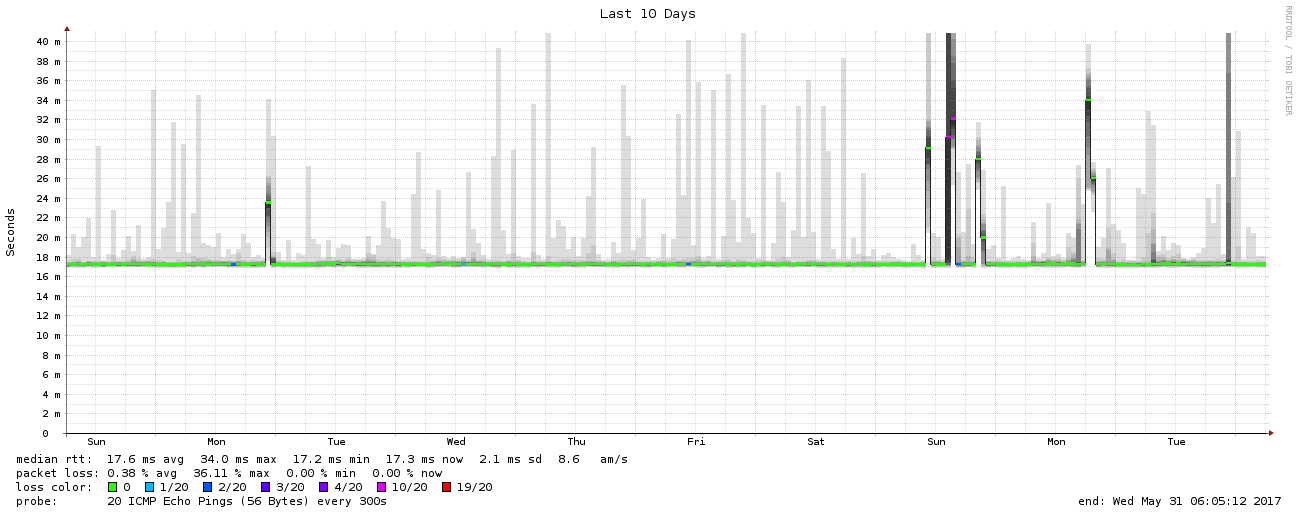 Last 10 Days
RRDTOOL / TOBI OETIKER
Seconds
40 m
38 m
36 m
34 m
32 m
30 m
28 m
26 m
24 m
22 m
20 m
18 m
16 m
14 m
12 m
10 m
8 m
6 m
4 m
2 m
0
Sun Mon Tue Wed Thu Fri Sat Sun Mon Tue
median rtt: 17.6 ms avg 34.0 ms max 17.2 ms min 17.3 ms now 2.1 ms sd 8.6 am/s
packet loss: 0.38 % avg 36.11 % max 0.00 % min 0.00 % now
loss color: 0 1/20 2/20 3/20 4/20 10/20 19/20
probe: 20 ICMP Echo Pings (56 Bytes) every 300s end: Wed May 31 06:05:12 2017